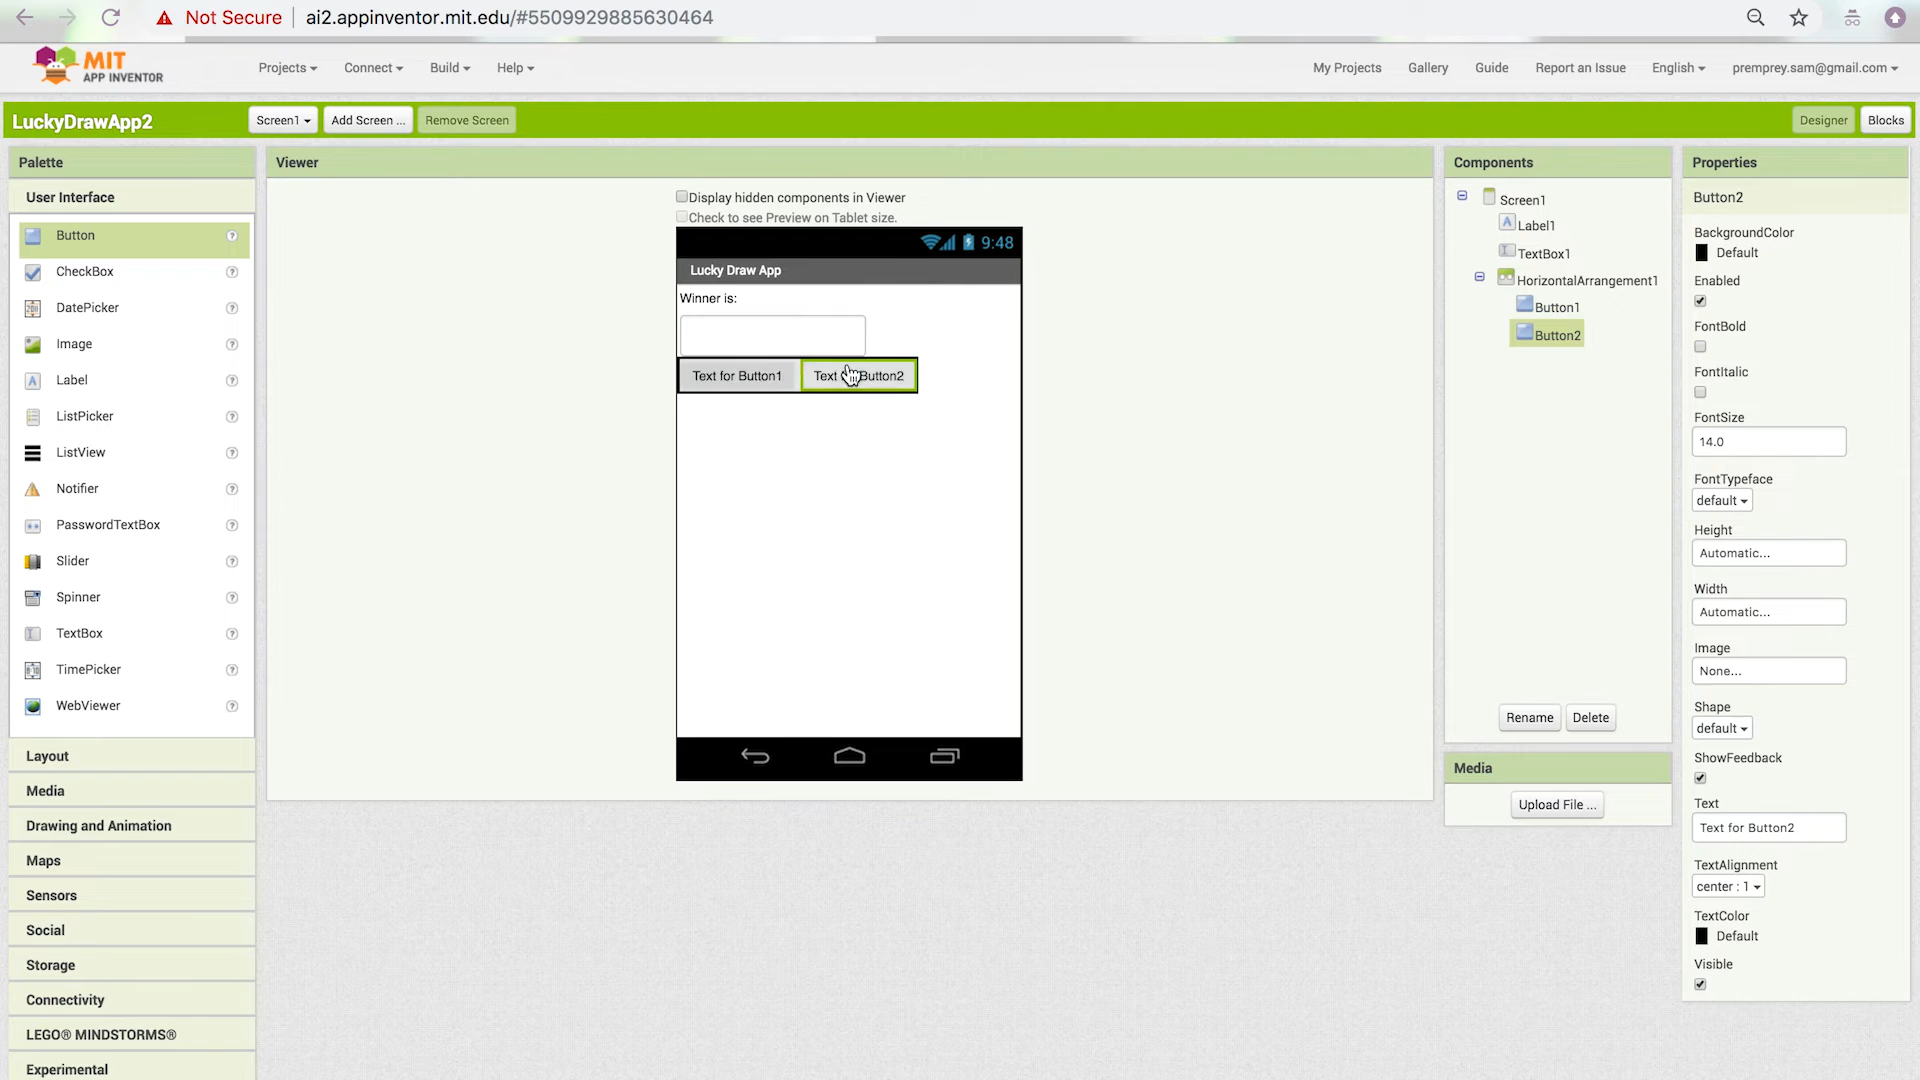 Not Secure ai2.appinventor.mit.edu/#5509929885630464
MIT
APP INVENTOR
Projects Connect Build Help My Projects Gallery Guide Report an Issue English premprey.sam@gmail.com
LuckyDrawApp2 Screen1 Add Screen ... Remove Screen Designer Blocks
Palette
User Interface
Button ?
CheckBox ?
DatePicker ?
Image ?
Label ?
ListPicker ?
ListView ?
Notifier ?
PasswordTextBox ?
Slider ?
Spinner ?
TextBox ?
TimePicker ?
WebViewer ?
Layout
Media
Drawing and Animation
Maps
Sensors
Social
Storage
Connectivity
LEGO® MINDSTORMS®
Experimental
Viewer
Display hidden components in Viewer
Check to see Preview on Tablet size.
9:48
Lucky Draw App
Winner is:
Text for Button1 Text Button2
Components
Screen1
A Label1
TextBox1
HorizontalArrangement1
Button1
Button2
Rename Delete
Media
Upload File ...
Properties
Button2
BackgroundColor
Default
Enabled
FontBold
FontItalic
FontSize
14.0
FontTypeface
default
Height
Automatic...
Width
Automatic...
Image
None...
Shape
default
ShowFeedback
Text
Text for Button2
TextAlignment
center : 1
TextColor
Default
Visible